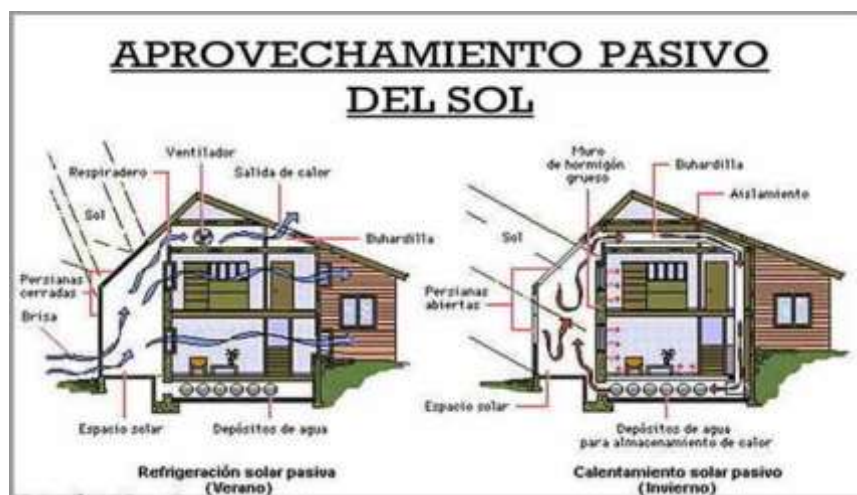 APROVECHAMIENTO PASIVO
DEL SOL
Ventilador
Respiradero
Salida de calor
Sol
Buhardilla
Persianas
cerradas
Brisa
Espacio solar
Depósitos de agua
Refrigeración solar pasiva
(Verano)
Muro
de hormigón
grueso
Buhardilla
Aislamiento
Sol
Persianas
abiertas
Espacio solar
Depósitos de agua
para almacenamiento de calor
Calentamiento solar pasivo
(Invierno)